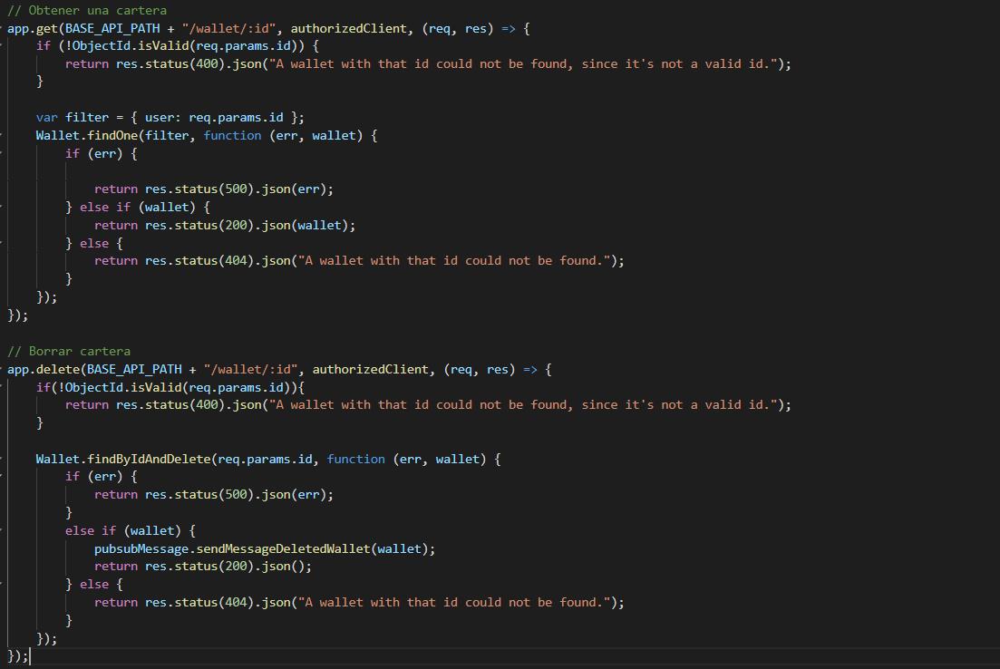 // Obtener una cartera
app.get(BASE_API_PATH + "/wallet/:id", authorizedClient, (req, res) => {
    if (!ObjectId.isValid(req.params.id)) {
        return res.status(400).json("A wallet with that id could not be found, since it's not a valid id.");
    }

    var filter = { user: req.params.id };
    Wallet.findOne(filter, function (err, wallet) {
        if (err) {

            return res.status(500).json(err);
        } else if (wallet) {
            return res.status(200).json(wallet);
        } else {
            return res.status(404).json("A wallet with that id could not be found.");
        }
    });
});

// Borrar cartera
app.delete(BASE_API_PATH + "/wallet/:id", authorizedClient, (req, res) => {
    if(!ObjectId.isValid(req.params.id)){
        return res.status(400).json("A wallet with that id could not be found, since it's not a valid id.");
    }

    Wallet.findByIdAndDelete(req.params.id, function (err, wallet) {
        if (err) {
            return res.status(500).json(err);
        }
        else if (wallet) {
            pubsubMessage.sendMessageDeletedWallet(wallet);
            return res.status(200).json();
        } else {
            return res.status(404).json("A wallet with that id could not be found.");
        }
    });
});